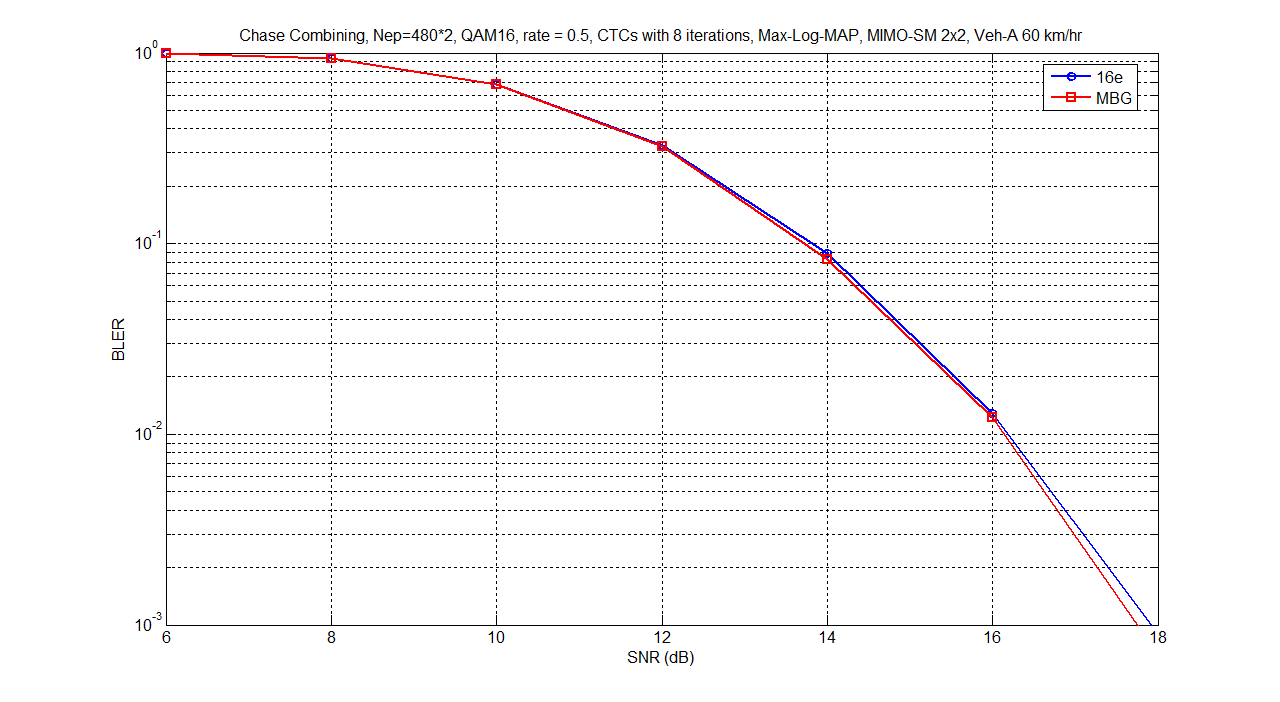 Chase Combining, Nep=480*2, QAM16, rate = 0.5, CTCs with 8 iterations, Max-Log-MAP, MIMO-SM 2x2, Veh-A 60 km/hr
10^0
16e
MBG
10^-1
BLER
10^-2
10^-3
6 8 10 12 14 16 18
SNR (dB)